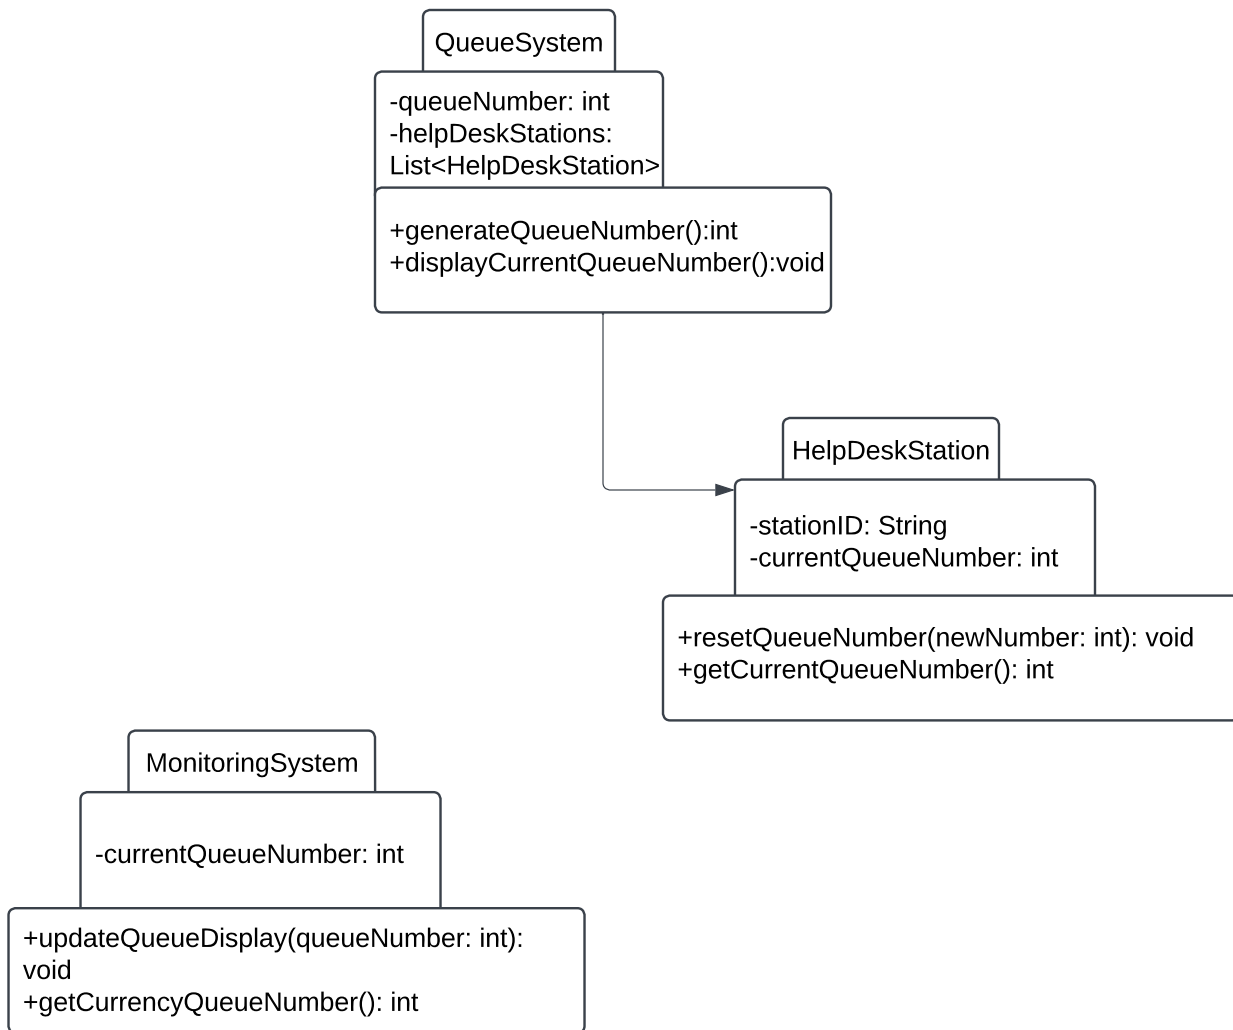 QueueSystem
-queueNumber: int
-helpDeskStations:
List<HelpDeskStation>
+generateQueueNumber():int
+displayCurrentQueueNumber():void
HelpDeskStation
-stationID: String
-currentQueueNumber: int
+resetQueueNumber(newNumber: int): void
+getCurrentQueueNumber(): int
MonitoringSystem
-currentQueueNumber: int
+updateQueueDisplay(queueNumber: int):
void
+getCurrencyQueueNumber(): int